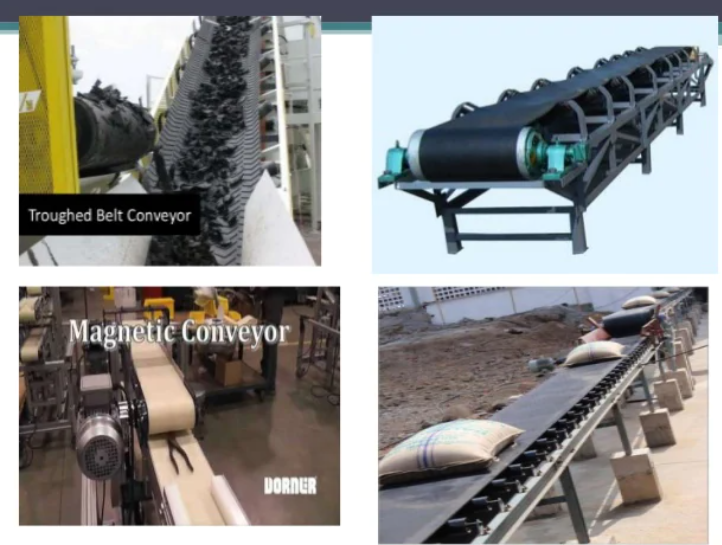 Troughed Belt Conveyor
Magnetic Conveyor
DORNER